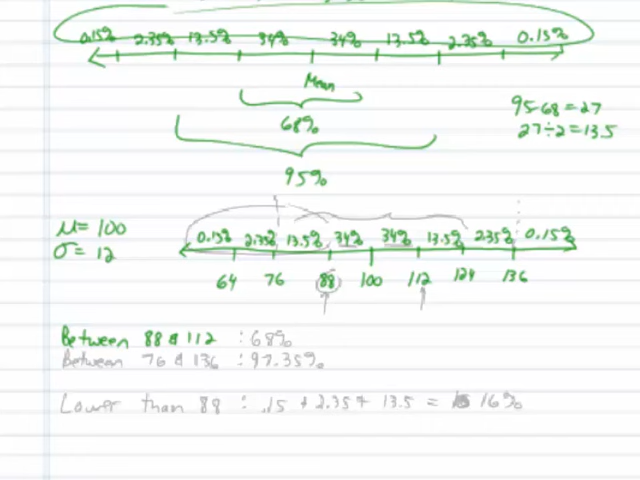 0.15% 2.35% 13.5% 34% 34% 13.5% 2.35% 0.15%
Mean
68%
95%
95-68=27
27÷2=13.5
μ=100
σ=12
0.15% 2.35% 13.5% 34% 34% 13.5% 2.35% 0.15%
64 76 88 100 112 124 136
Between 88 & 112 : 68%
Between 76 & 136 : 97.35%
Lower than 88 : .15 + 2.35+ 13.5 = 16%